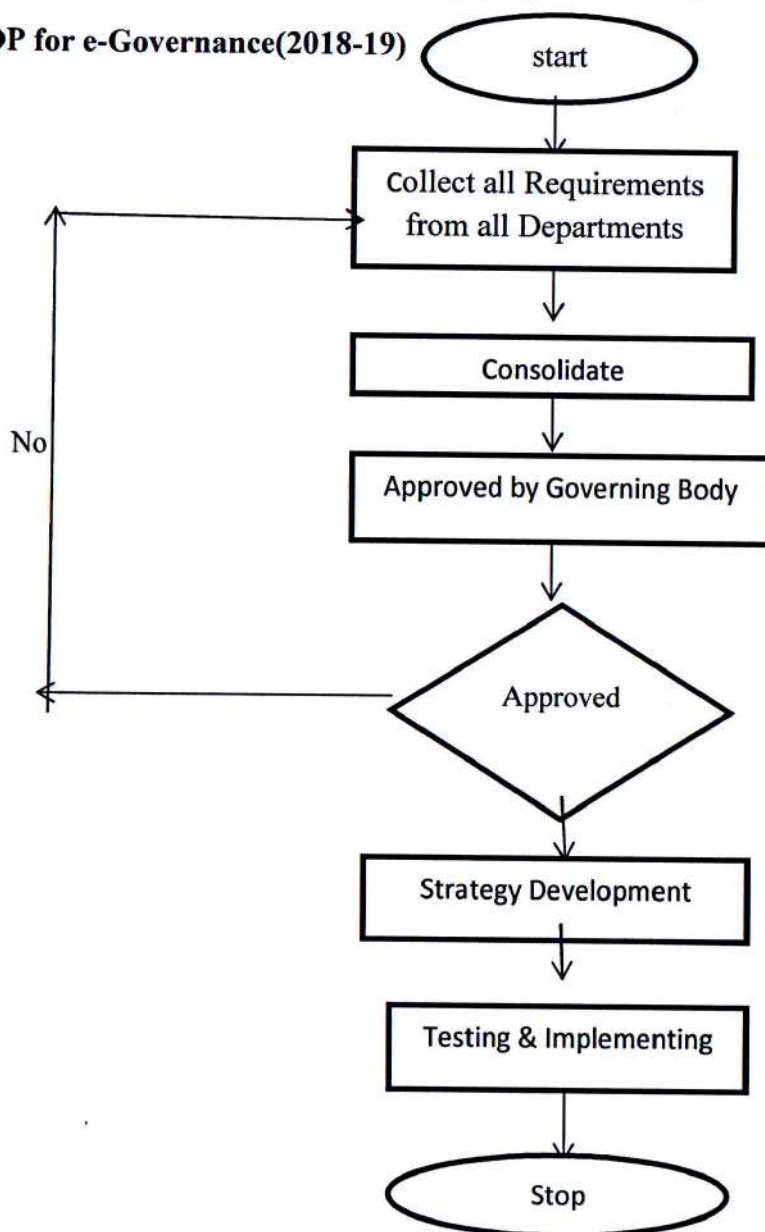 OP for e-Governance(2018-19)
start
Collect all Requirements
from all Departments
Consolidate
No
Approved by Governing Body
Approved
Strategy Development
Testing & Implementing
Stop